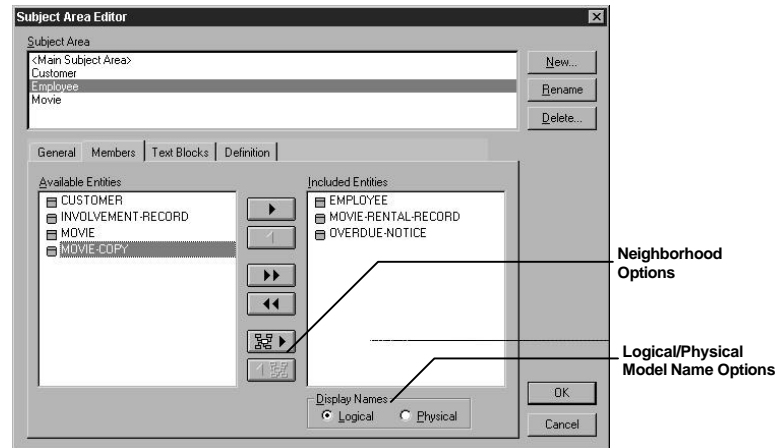 Subject Area Editor
Subject Area
<Main Subject Area>
Customer
Employee
Movie
New...
Rename
Delete...
General Members Text Blocks Definition
Available Entities
CUSTOMER
INVOLVEMENT-RECORD
MOVIE
MOVIE-COPY
Included Entities
EMPLOYEE
MOVIE-RENTAL-RECORD
OVERDUE-NOTICE
Neighborhood
Options
Logical/Physical
Model Name Options
Display Names
Logical Physical
OK
Cancel